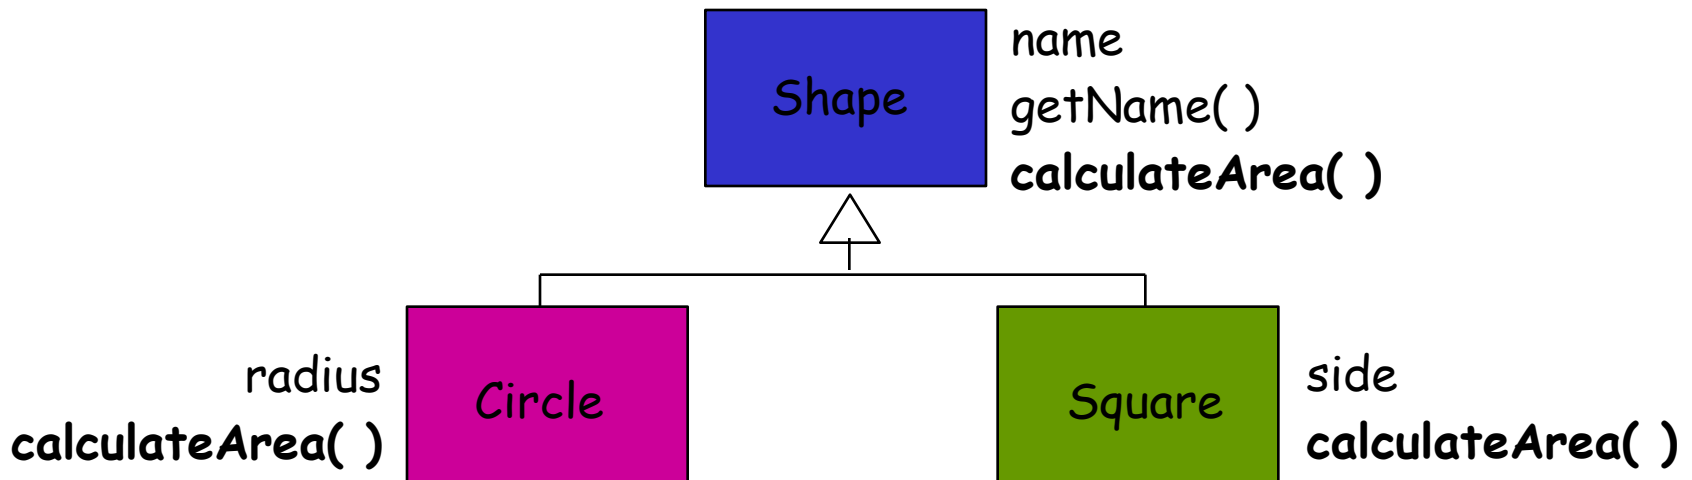 Shape
name
getName( )
calculateArea( )
radius
calculateArea( )
Circle
Square
side
calculateArea( )